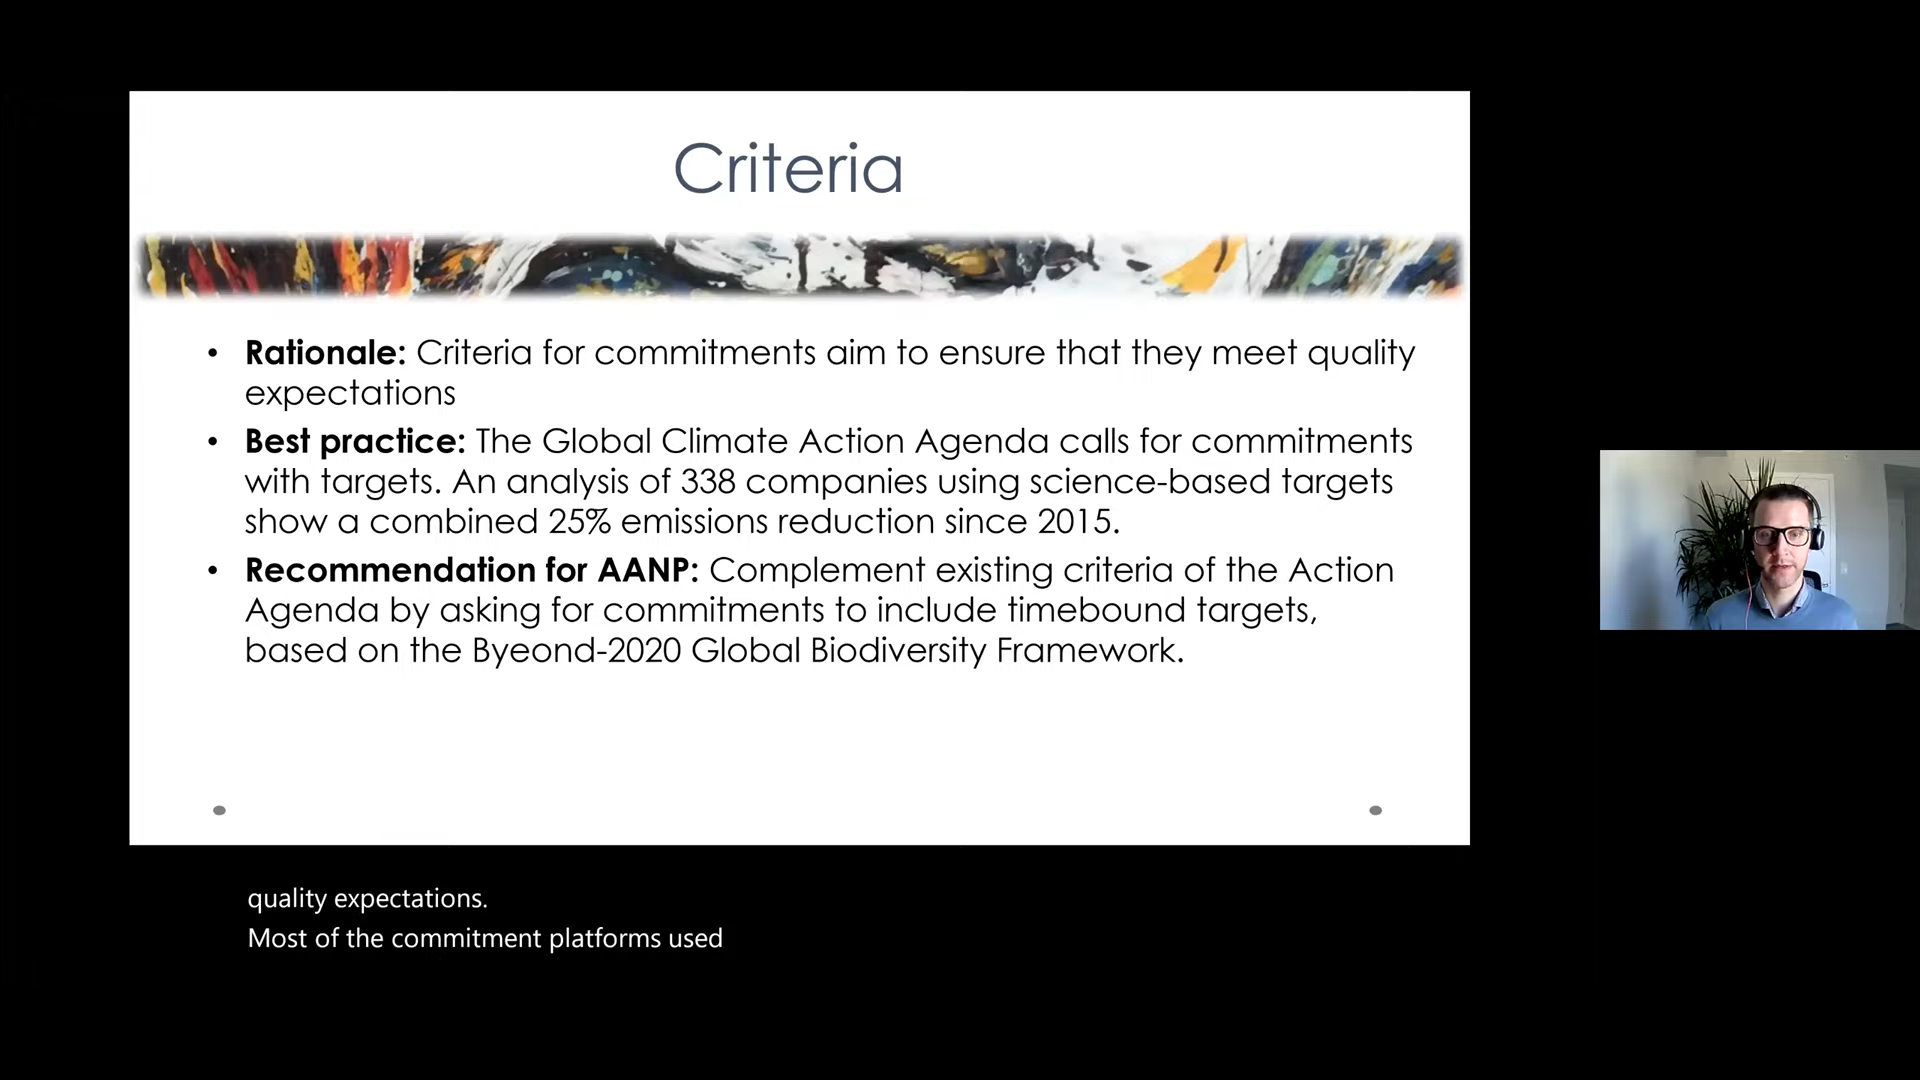 Criteria
• Rationale: Criteria for commitments aim to ensure that they meet quality
expectations
• Best practice: The Global Climate Action Agenda calls for commitments
with targets. An analysis of 338 companies using science-based targets
show a combined 25% emissions reduction since 2015.
• Recommendation for AANP: Complement existing criteria of the Action
Agenda by asking for commitments to include timebound targets,
based on the Byeond-2020 Global Biodiversity Framework.
quality expectations.
Most of the commitment platforms used